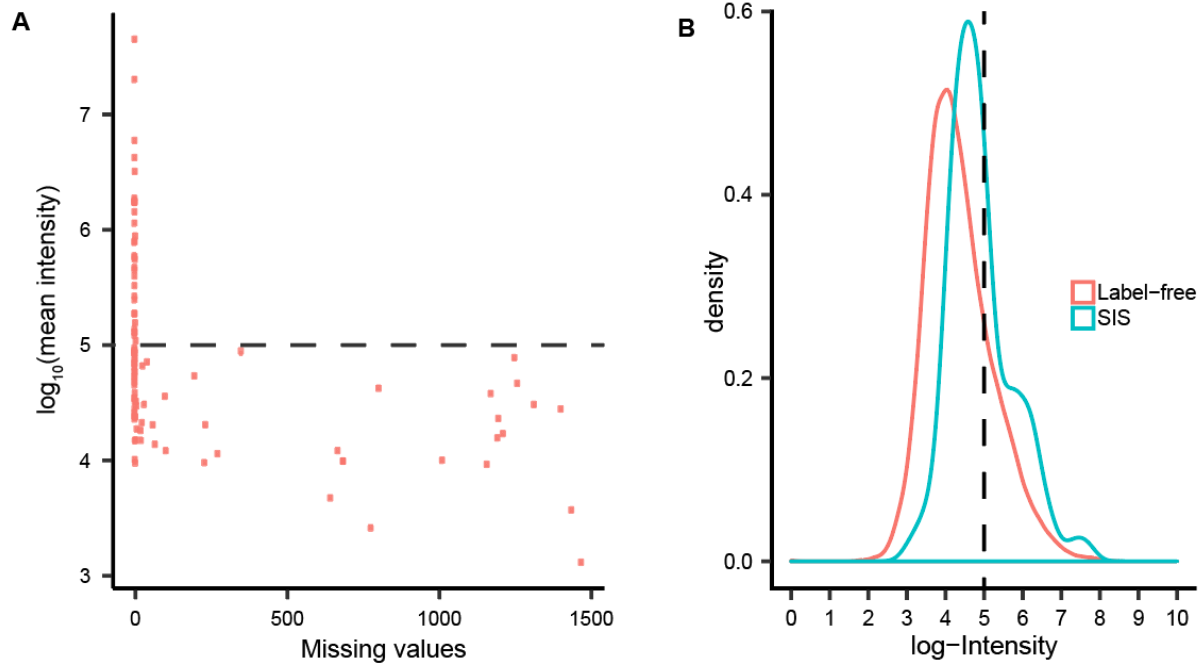 A
log10(mean intensity)
7
6
5
4
3
0
500
1000
1500
Missing values
B
density
0.6
0.4
0.2
0.0
Label−free
SIS
0 1 2 3 4 5 6 7 8 9 10
log−Intensity